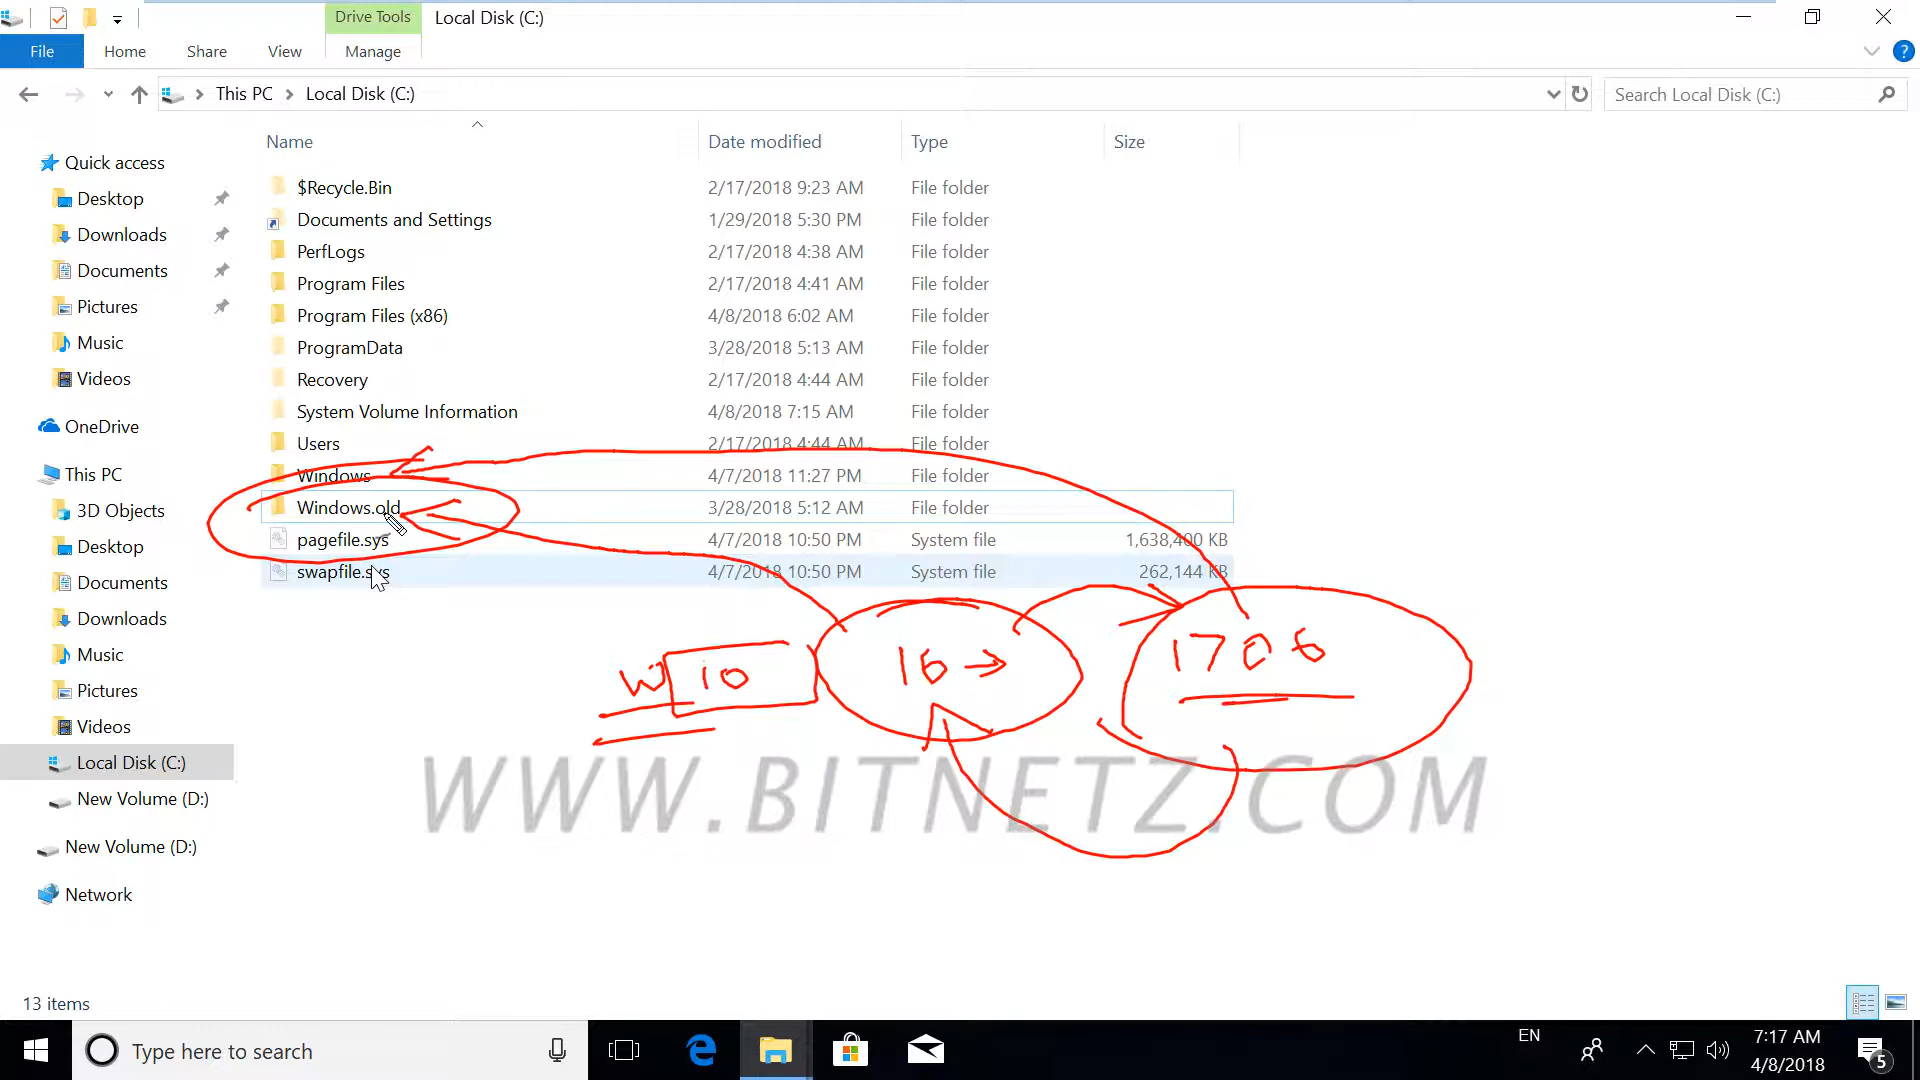 Drive Tools Local Disk (C:)
File Home Share View Manage ?
This PC Local Disk (C:) Search Local Disk (C:)
Name Date modified Type Size
Quick access
Desktop
Downloads
Documents
Pictures
Music
Videos
OneDrive
This PC
3D Objects
Desktop
Documents
Downloads
Music
Pictures
Videos
Local Disk (C:)
New Volume (D:)
New Volume (D:)
Network
$Recycle.Bin 2/17/2018 9:23 AM File folder
Documents and Settings 1/29/2018 5:30 PM File folder
PerfLogs 2/17/2018 4:38 AM File folder
Program Files 2/17/2018 4:41 AM File folder
Program Files (x86) 4/8/2018 6:02 AM File folder
ProgramData 3/28/2018 5:13 AM File folder
Recovery 2/17/2018 4:44 AM File folder
System Volume Information 4/8/2018 7:15 AM File folder
Users 2/17/2018 4:44 AM File folder
Windows 4/7/2018 11:27 PM File folder
Windows.old 3/28/2018 5:12 AM File folder
pagefile.sys 4/7/2018 10:50 PM System file 1,638,400 KB
swapfile.sys 4/7/2018 10:50 PM System file 262,144 KB
W 10 16 → 1706
WWW.BITNETZ.COM
13 items
Type here to search EN 7:17 AM
4/8/2018 5